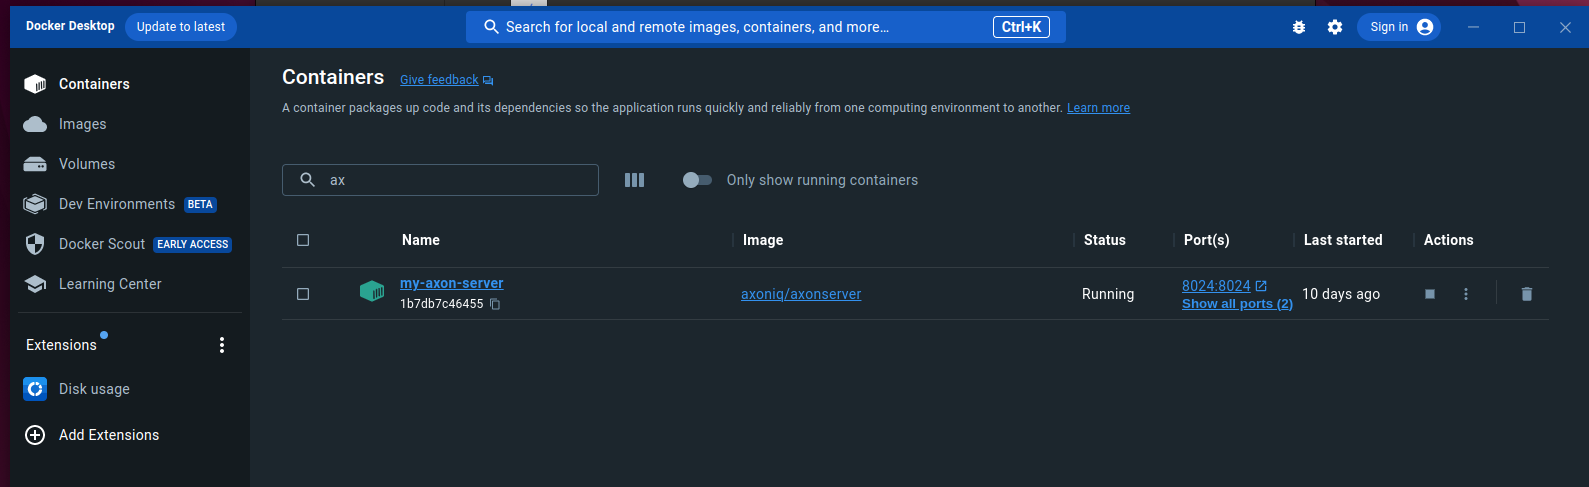 Docker Desktop
Update to latest
Search for local and remote images, containers, and more...
Ctrl+K
Sign in
Containers
Images
Volumes
Dev Environments BETA
Docker Scout EARLY ACCESS
Learning Center
Extensions
Disk usage
Add Extensions
Containers Give feedback
A container packages up code and its dependencies so the application runs quickly and reliably from one computing environment to another. Learn more
ax
Only show running containers
Name Image Status Port(s) Last started Actions
my-axon-server
1b7db7c46455
axoniq/axonserver
Running
8024:8024
Show all ports (2)
10 days ago